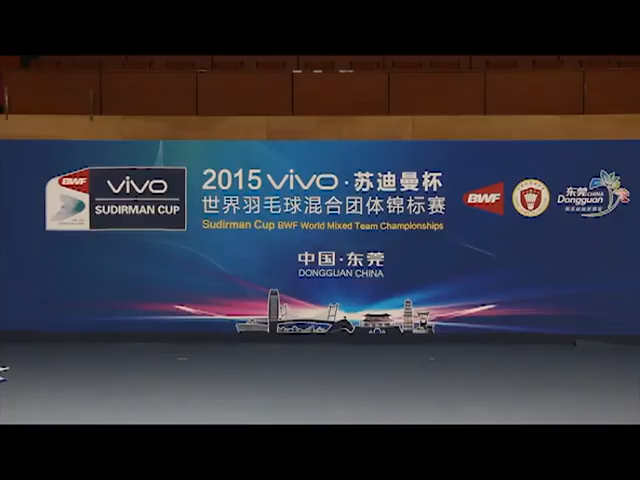 BWF
vivo
SUDIRMAN CUP
2015 vivo·苏迪曼杯
世界羽毛球混合团体锦标赛
Sudirman Cup BWF World Mixed Team Championships
中国·东莞
DONGGUAN CHINA
BWF
东莞 CHINA
Dongguan